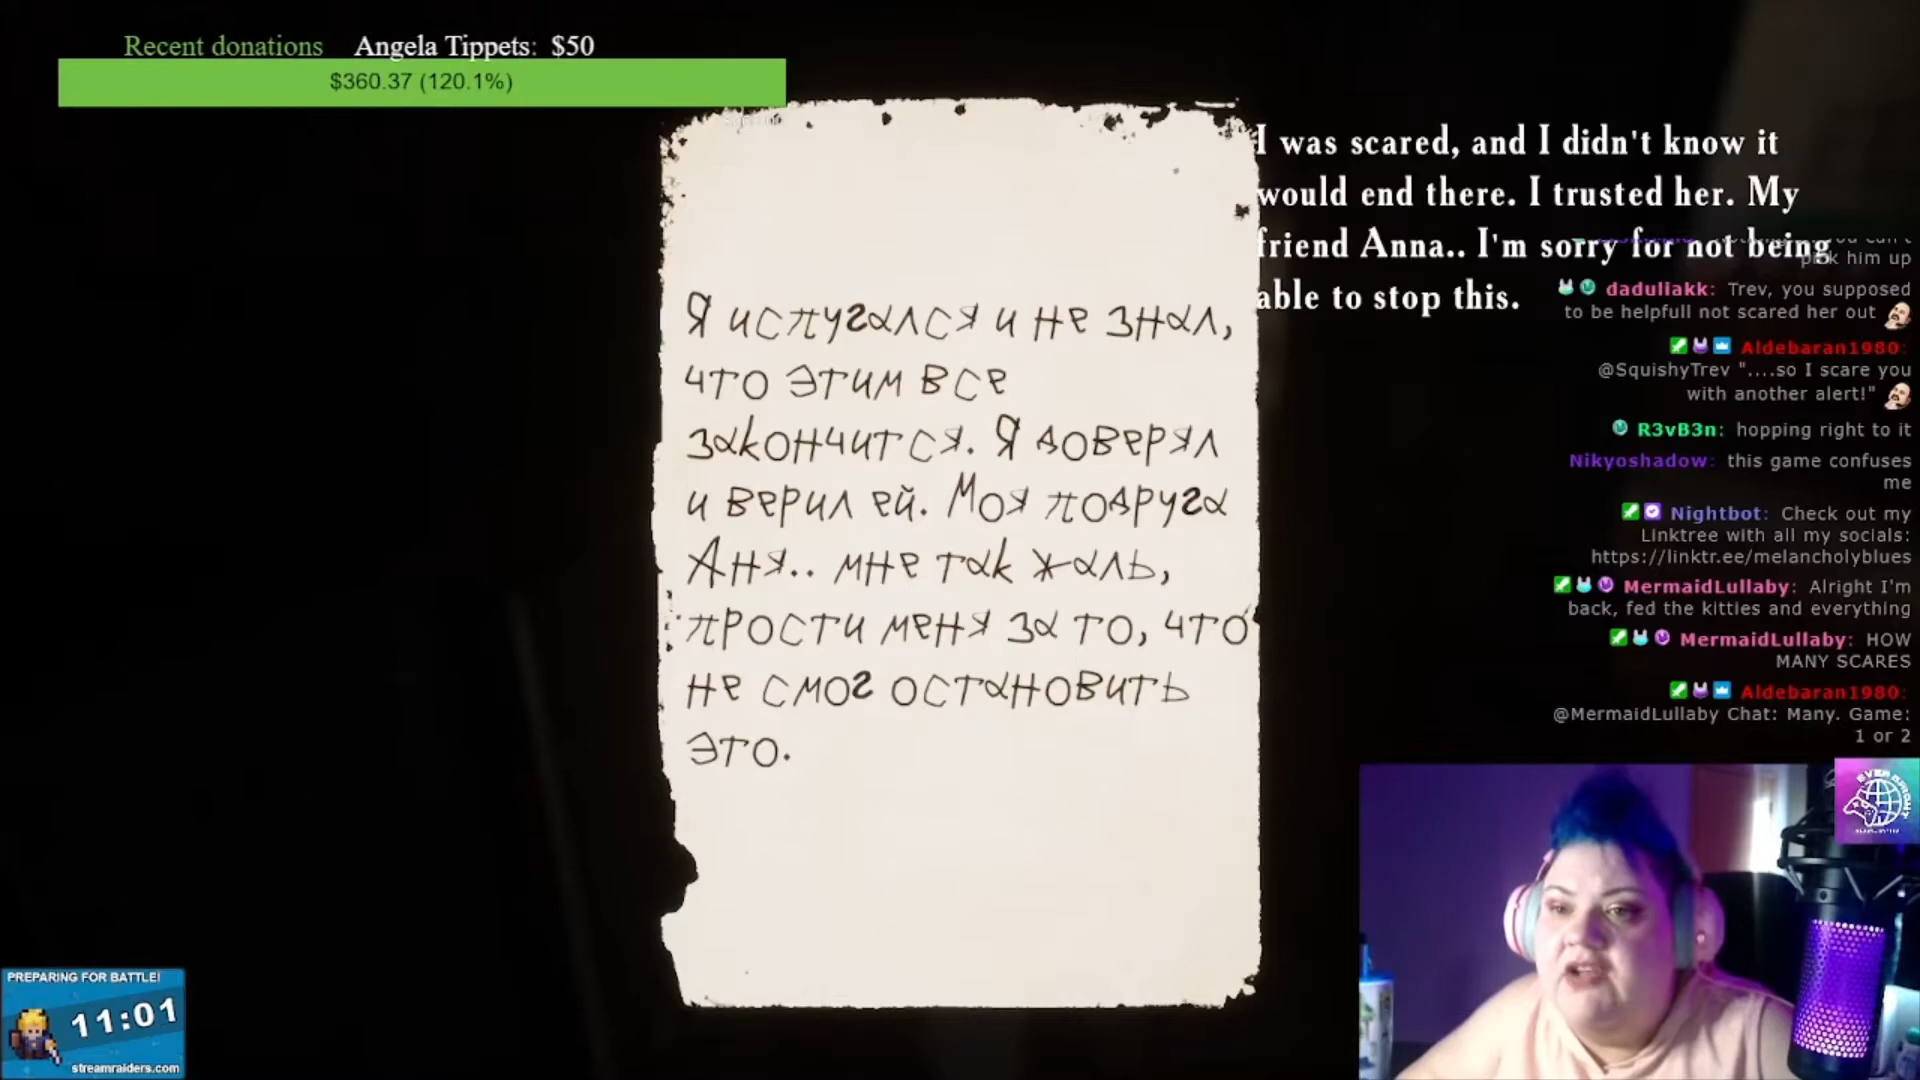 Recent donations Angela Tippets: $50
$360.37 (120.1%)
Я испугался и не знал,
что этим все
закончится. Я доверял
и верил ей. Моя подруга
Аня.. мне так жаль,
прости меня за то, что
не смог остановить
это.
I was scared, and I didn't know it
would end there. I trusted her. My
friend Anna.. I'm sorry for not being
able to stop this.
pick him up
daduliakk: Trev, you supposed
to be helpfull not scared her out
Aldebaran1980:
@SquishyTrev "....so I scare you
with another alert!"
R3vB3n: hopping right to it
Nikyoshadow: this game confuses
me
Nightbot: Check out my
Linktree with all my socials:
https://linktr.ee/melancholyblues
MermaidLullaby: Alright I'm
back, fed the kitties and everything
MermaidLullaby: HOW
MANY SCARES
Aldebaran1980:
@MermaidLullaby Chat: Many. Game:
1 or 2
PREPARING FOR BATTLE!
11:01
streamraiders.com